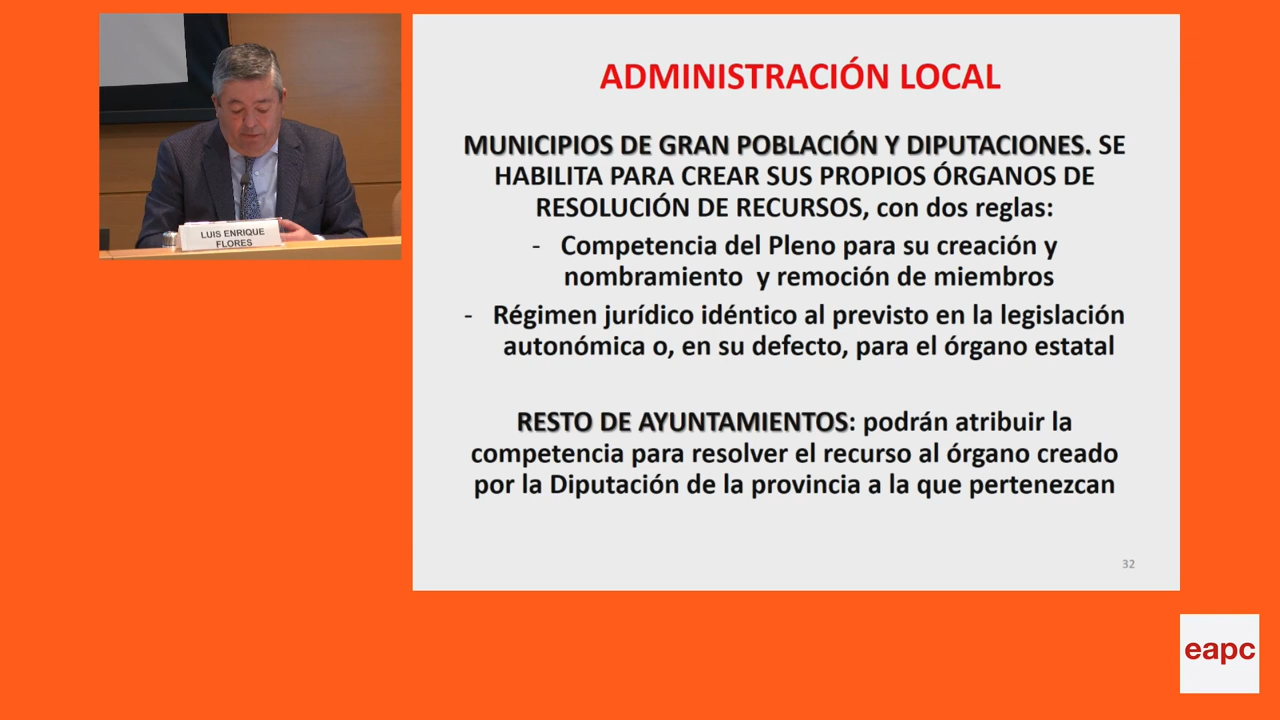 LUIS ENRIQUE
FLORES
ADMINISTRACIÓN LOCAL
MUNICIPIOS DE GRAN POBLACIÓN Y DIPUTACIONES. SE
HABILITA PARA CREAR SUS PROPIOS ÓRGANOS DE
RESOLUCIÓN DE RECURSOS, con dos reglas:
- Competencia del Pleno para su creación y
nombramiento y remoción de miembros
- Régimen jurídico idéntico al previsto en la legislación
autonómica o, en su defecto, para el órgano estatal
RESTO DE AYUNTAMIENTOS: podrán atribuir la
competencia para resolver el recurso al órgano creado
por la Diputación de la provincia a la que pertenezcan
32
eapc